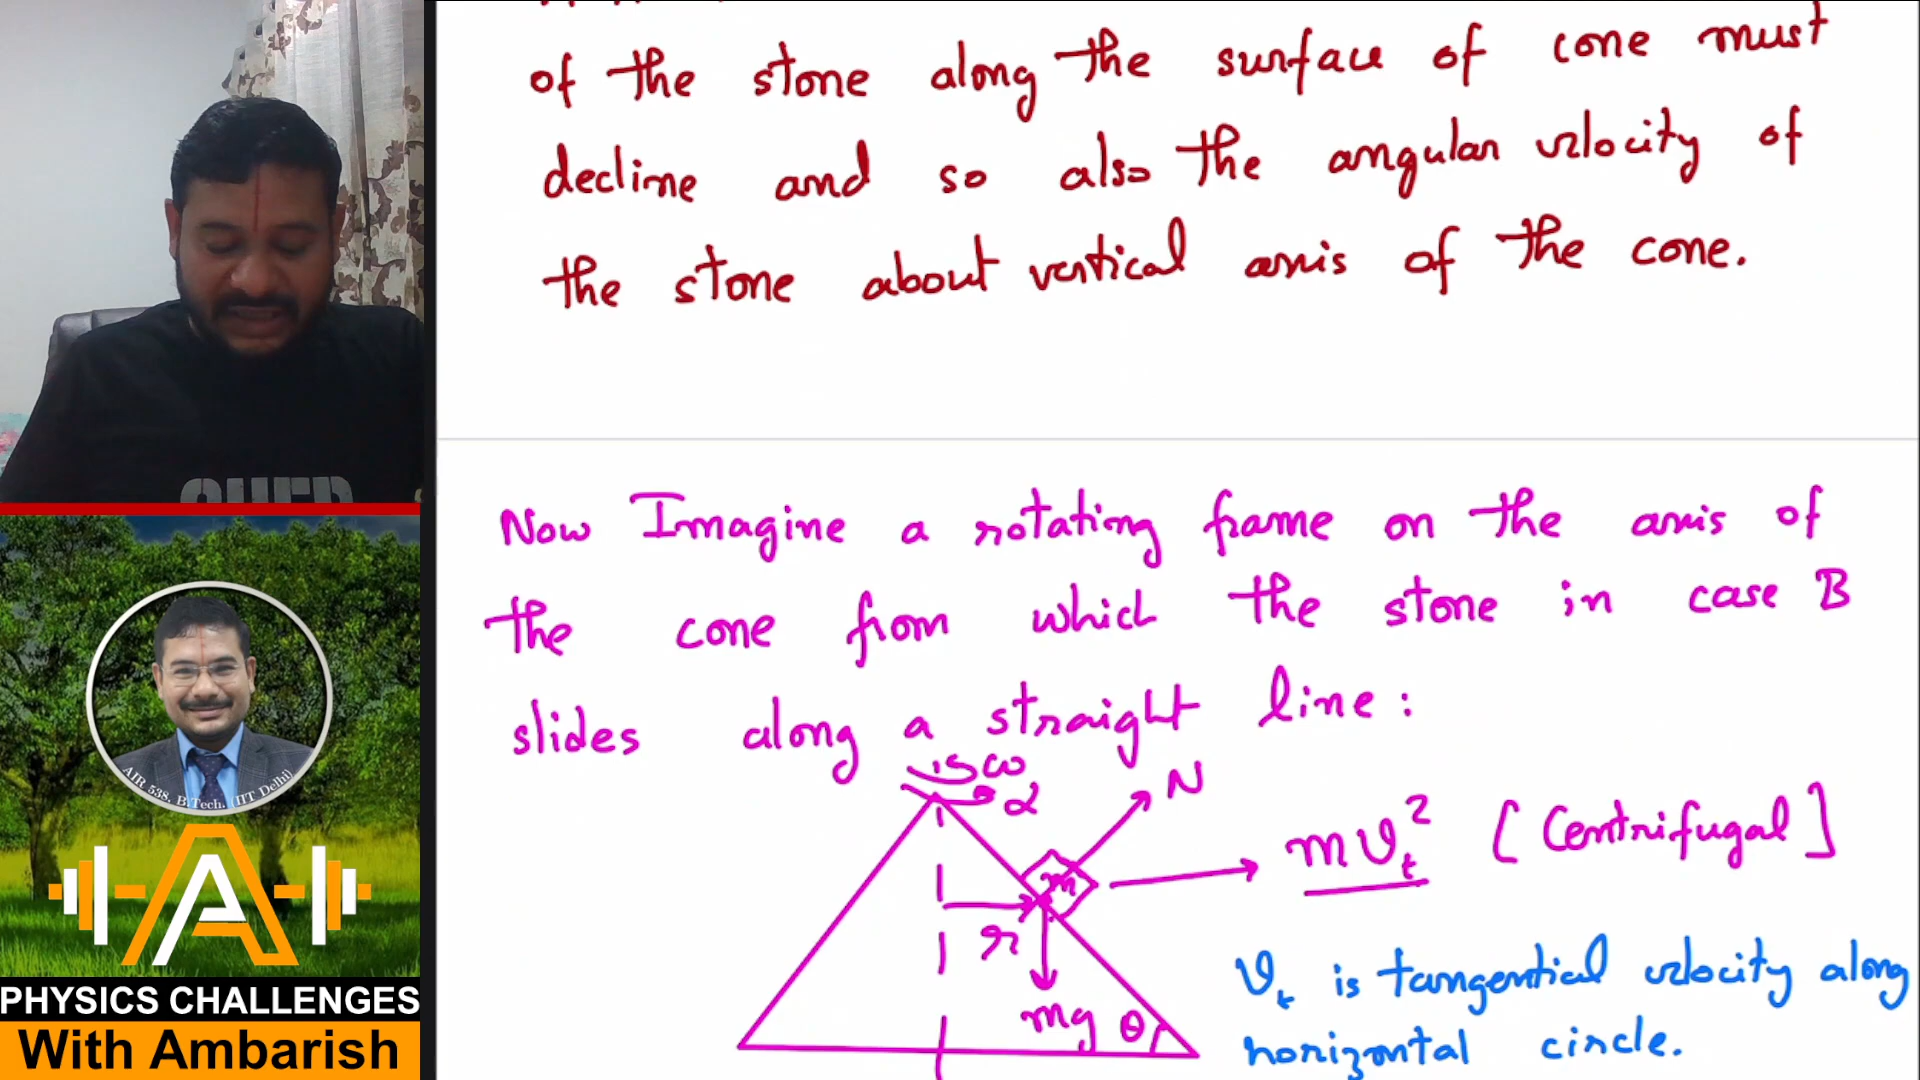 of the stone along the surface of cone must
decline and so also the angular velocity of
the stone about vertical axis of the cone.
Now Imagine a rotating frame on the axis of
the cone from which the stone in case B
slides along a straight line:
ω
α
N
m
r
mg
θ
mv_t² [Centrifugal]
v_t is tangential velocity along
horizontal circle.
AIR 538, B.Tech. (IIT Delhi)
PHYSICS CHALLENGES
With Ambarish